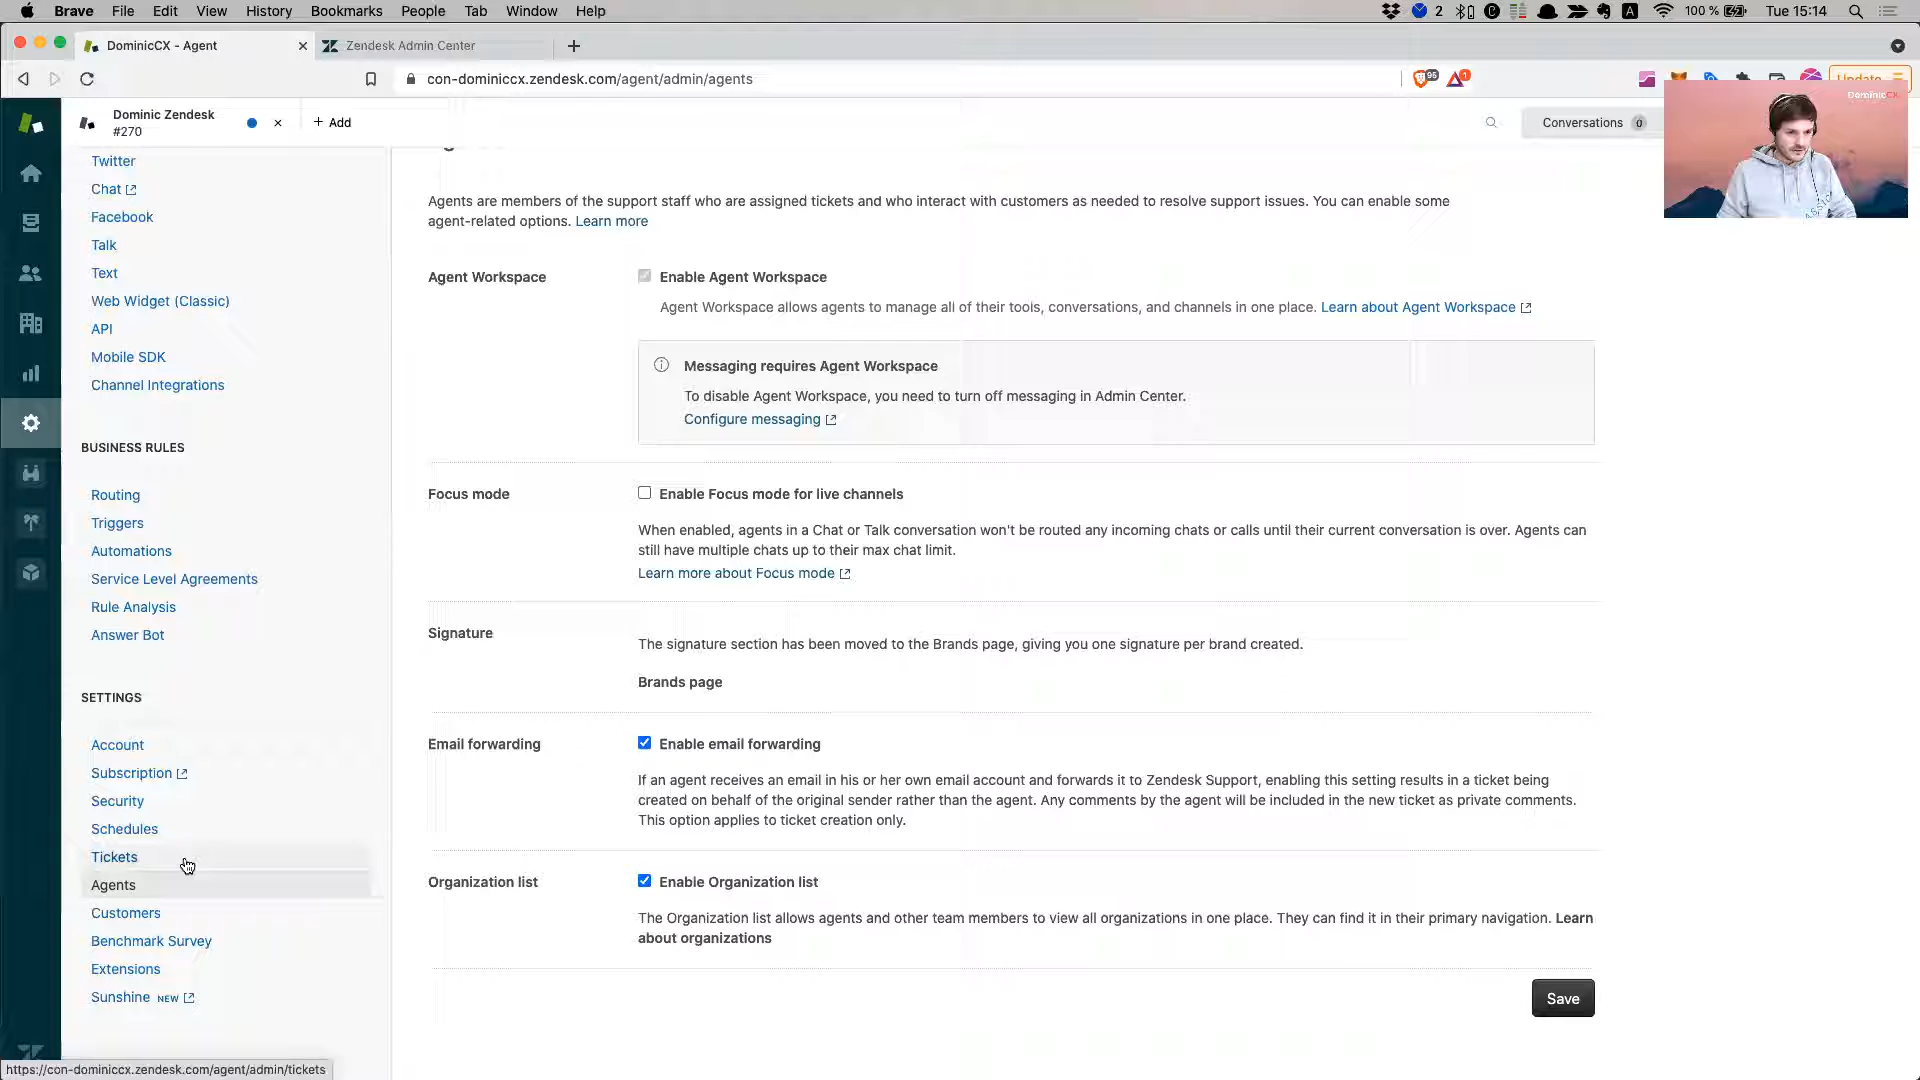 Brave File Edit View History Bookmarks People Tab Window Help 2 A 100 % Tue 15:14
DominicCX - Agent Zendesk Admin Center
con-dominiccx.zendesk.com/agent/admin/agents 95 1 Update
Dominic Zendesk
#270
+ Add
Conversations 0
DominicCX
Twitter
Chat
Facebook
Talk
Text
Web Widget (Classic)
API
Mobile SDK
Channel Integrations
BUSINESS RULES
Routing
Triggers
Automations
Service Level Agreements
Rule Analysis
Answer Bot
SETTINGS
Account
Subscription
Security
Schedules
Tickets
Agents
Customers
Benchmark Survey
Extensions
Sunshine NEW
Agents are members of the support staff who are assigned tickets and who interact with customers as needed to resolve support issues. You can enable some
agent-related options. Learn more
Agent Workspace Enable Agent Workspace
Agent Workspace allows agents to manage all of their tools, conversations, and channels in one place. Learn about Agent Workspace
Messaging requires Agent Workspace
To disable Agent Workspace, you need to turn off messaging in Admin Center.
Configure messaging
Focus mode Enable Focus mode for live channels
When enabled, agents in a Chat or Talk conversation won't be routed any incoming chats or calls until their current conversation is over. Agents can
still have multiple chats up to their max chat limit.
Learn more about Focus mode
Signature
The signature section has been moved to the Brands page, giving you one signature per brand created.
Brands page
Email forwarding Enable email forwarding
If an agent receives an email in his or her own email account and forwards it to Zendesk Support, enabling this setting results in a ticket being
created on behalf of the original sender rather than the agent. Any comments by the agent will be included in the new ticket as private comments.
This option applies to ticket creation only.
Organization list Enable Organization list
The Organization list allows agents and other team members to view all organizations in one place. They can find it in their primary navigation. Learn
about organizations
Save
https://con-dominiccx.zendesk.com/agent/admin/tickets